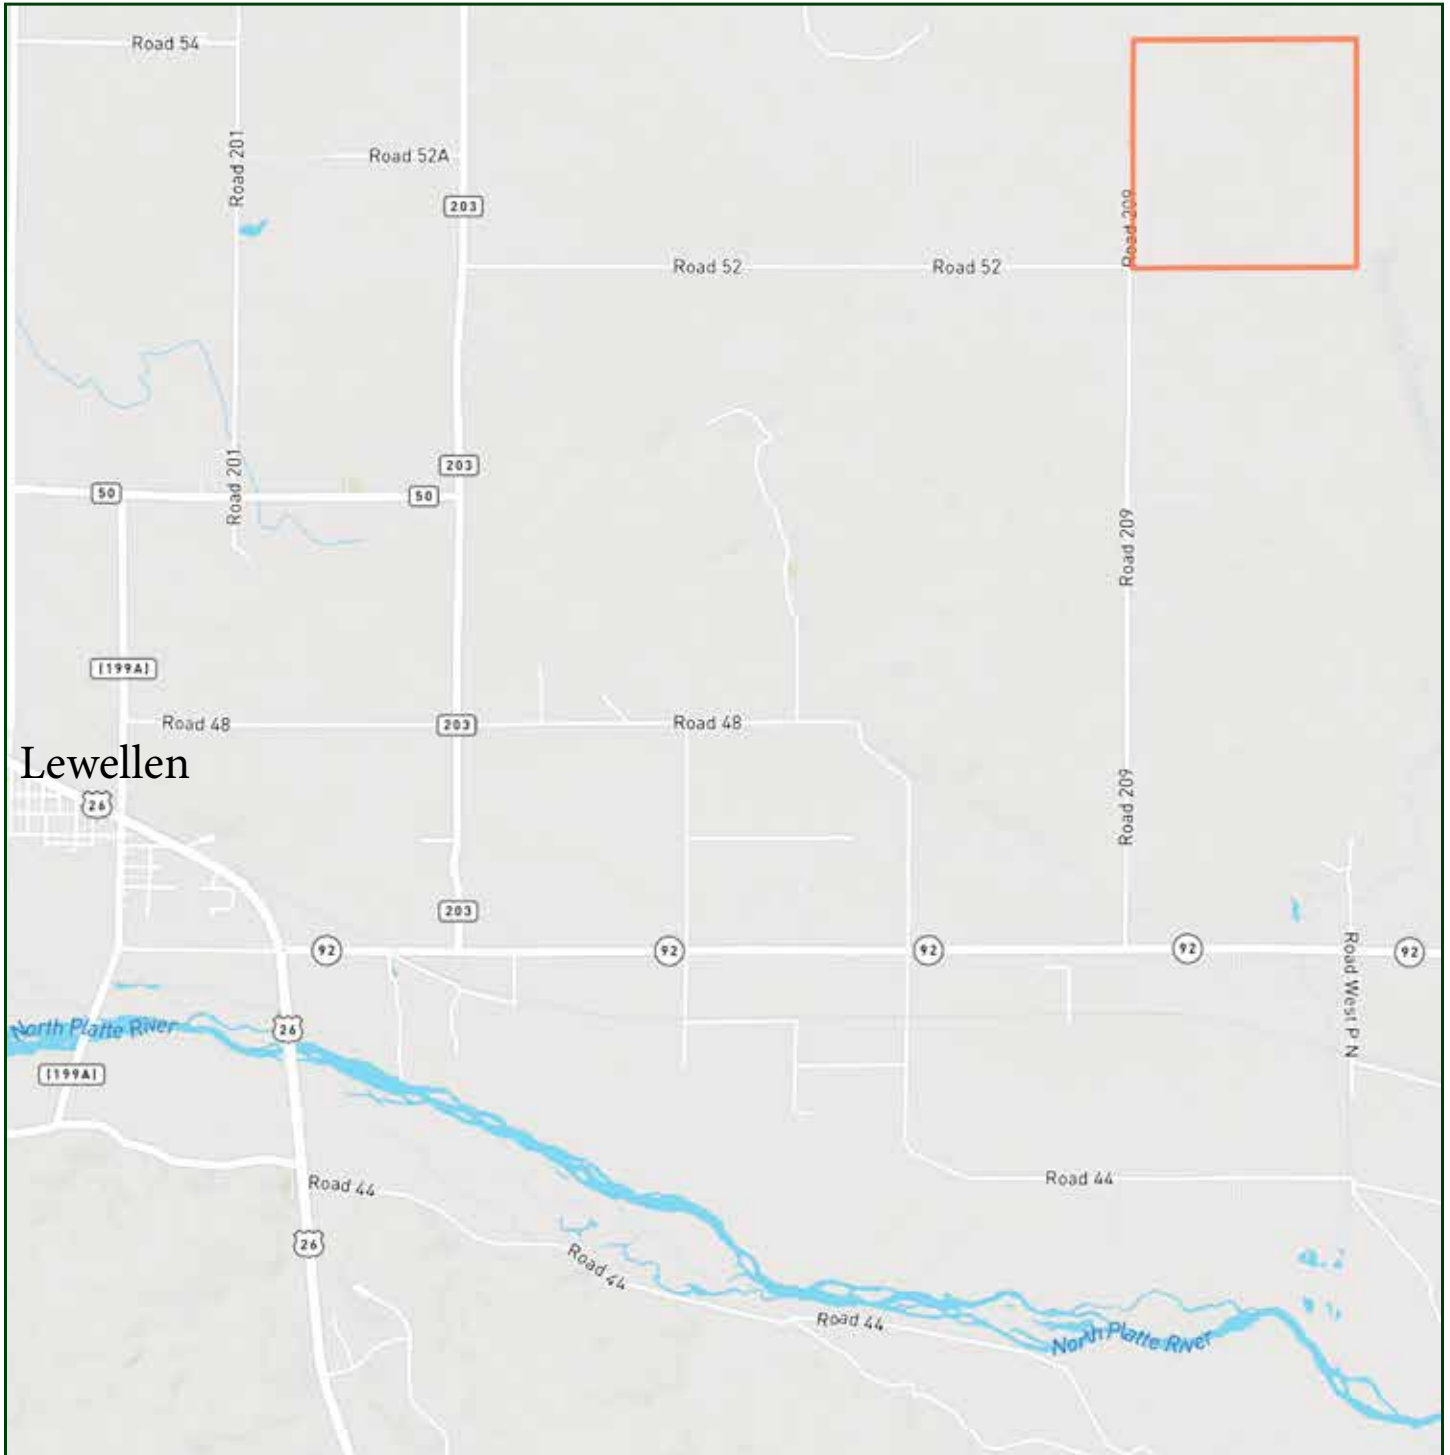 Road 54
Road 201
Road 52A
203
Road 209
Road 52
Road 52
203
Road 201
50
50
Road 209
[199A]
Road 48
203
Road 48
Lewellen
26
Road 209
203
92
92
92
92
92
Road West P N
North Platte River
26
[199A]
Road 44
Road 44
26
Road 44
Road 44
North Platte River